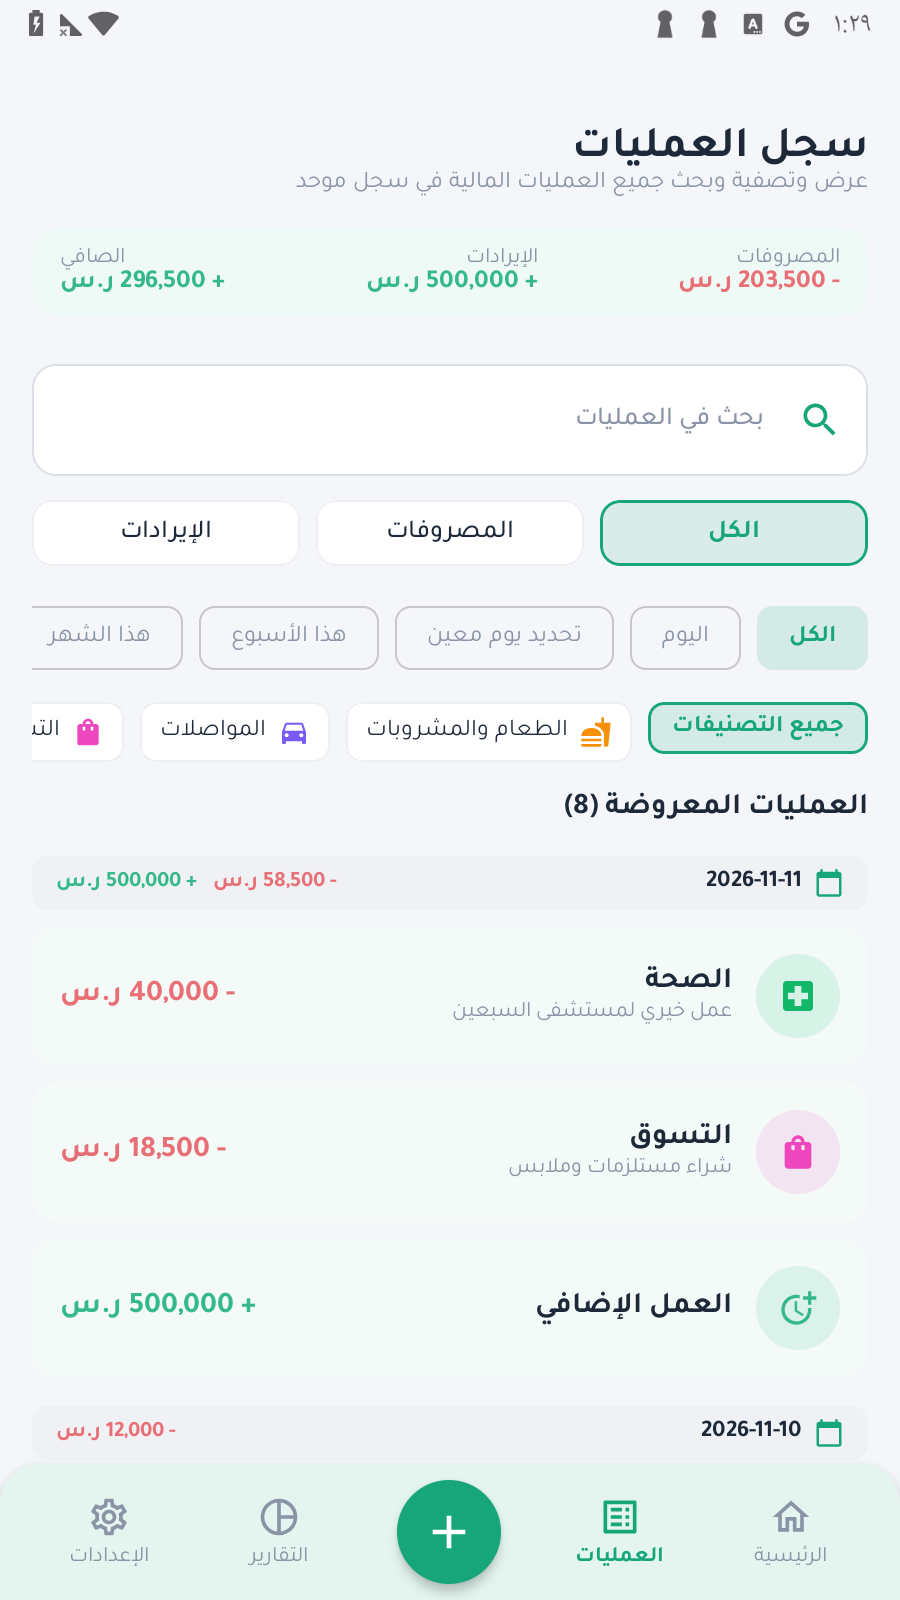 ١:٢٩
سجل العمليات
عرض وتصفية وبحث جميع العمليات المالية في سجل موحد
المصروفات الإيرادات الصافي
- 203,500 ر.س + 500,000 ر.س + 296,500 ر.س
بحث في العمليات
الكل المصروفات الإيرادات
الكل اليوم تحديد يوم معين هذا الأسبوع هذا الشهر
جميع التصنيفات الطعام والمشروبات المواصلات
العمليات المعروضة (8)
2026-11-11 - 58,500 ر.س + 500,000 ر.س
الصحة
عمل خيري لمستشفى السبعين
- 40,000 ر.س
التسوق
شراء مستلزمات وملابس
- 18,500 ر.س
العمل الإضافي
+ 500,000 ر.س
2026-11-10 - 12,000 ر.س
الرئيسية العمليات التقارير الإعدادات